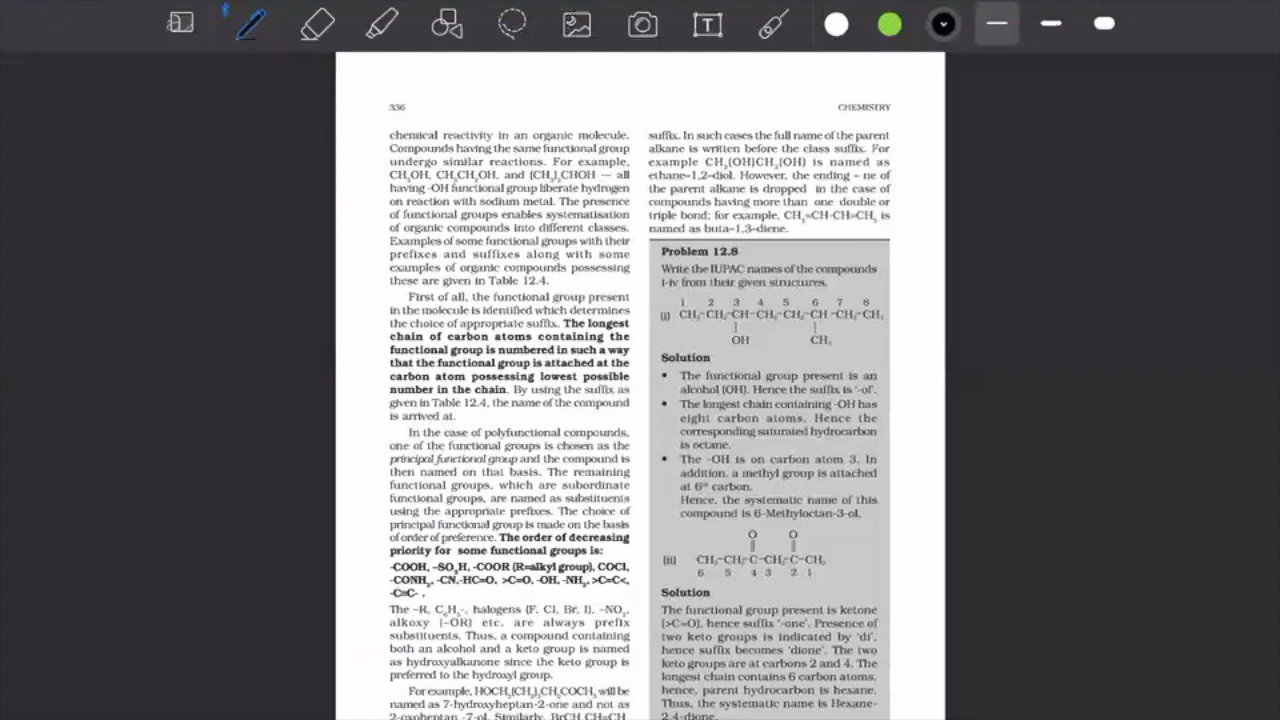 336
CHEMISTRY
chemical reactivity in an organic molecule.
Compounds having the same functional group
undergo similar reactions. For example,
CH₃OH, CH₃CH₂OH, and (CH₃)₂CHOH — all
having -OH functional group liberate hydrogen
on reaction with sodium metal. The presence
of functional groups enables systematisation
of organic compounds into different classes.
Examples of some functional groups with their
prefixes and suffixes along with some
examples of organic compounds possessing
these are given in Table 12.4.
First of all, the functional group present
in the molecule is identified which determines
the choice of appropriate suffix. The longest
chain of carbon atoms containing the
functional group is numbered in such a way
that the functional group is attached at the
carbon atom possessing lowest possible
number in the chain. By using the suffix as
given in Table 12.4, the name of the compound
is arrived at.
In the case of polyfunctional compounds,
one of the functional groups is chosen as the
principal functional group and the compound is
then named on that basis. The remaining
functional groups, which are subordinate
functional groups, are named as substituents
using the appropriate prefixes. The choice of
principal functional group is made on the basis
of order of preference. The order of decreasing
priority for some functional groups is:
-COOH, –SO₃H, -COOR (R=alkyl group), COCl,
-CONH₂, -CN,-HC=O, >C=O, -OH, -NH₂, >C=C<,
-C≡C- .
The –R, C₆H₅-, halogens (F, Cl, Br, I), –NO₂,
alkoxy (–OR) etc. are always prefix
substituents. Thus, a compound containing
both an alcohol and a keto group is named
as hydroxyalkanone since the keto group is
preferred to the hydroxyl group.
For example, HOCH₂(CH₂)₃CH₂COCH₃ will be
named as 7-hydroxyheptan-2-one and not as
2-oxoheptan -7-ol. Similarly, BrCH₂CH=CH₂
suffix. In such cases the full name of the parent
alkane is written before the class suffix. For
example CH₂(OH)CH₂(OH) is named as
ethane–1,2–diol. However, the ending – ne of
the parent alkane is dropped in the case of
compounds having more than one double or
triple bond; for example, CH₂=CH-CH=CH₂ is
named as buta–1,3–diene.
Problem 12.8
Write the IUPAC names of the compounds
i-iv from their given structures.
1 2 3 4 5 6 7 8
(i) CH₃–CH₂–CH–CH₂–CH₂–CH –CH₂–CH₃
OH CH₃
Solution
• The functional group present is an
alcohol (OH). Hence the suffix is '-ol'.
• The longest chain containing -OH has
eight carbon atoms. Hence the
corresponding saturated hydrocarbon
is octane.
• The -OH is on carbon atom 3. In
addition, a methyl group is attached
at 6ᵗʰ carbon.
Hence, the systematic name of this
compound is 6-Methyloctan-3-ol.
O O
(ii) CH₃–CH₂–C–CH₂–C–CH₃
6 5 4 3 2 1
Solution
The functional group present is ketone
(>C=O), hence suffix '-one'. Presence of
two keto groups is indicated by 'di',
hence suffix becomes 'dione'. The two
keto groups are at carbons 2 and 4. The
longest chain contains 6 carbon atoms,
hence, parent hydrocarbon is hexane.
Thus, the systematic name is Hexane-
2,4-dione.